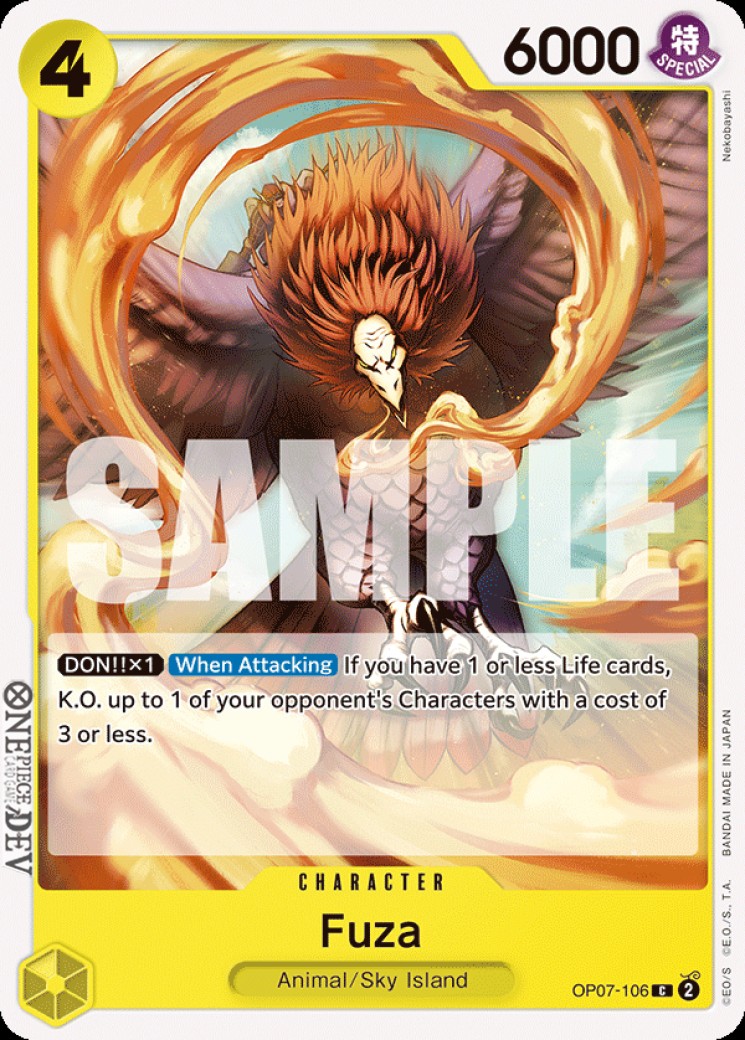 4
6000
特
SPECIAL
Nekobayashi
SAMPLE
DON!!×1 When Attacking If you have 1 or less Life cards,
K.O. up to 1 of your opponent's Characters with a cost of
3 or less.
ONE PIECE
CARD GAME
/DEV
BANDAI MADE IN JAPAN
©EO/S ©E.O./S., T.A.
CHARACTER
Fuza
Animal/Sky Island
OP07-106 C 2